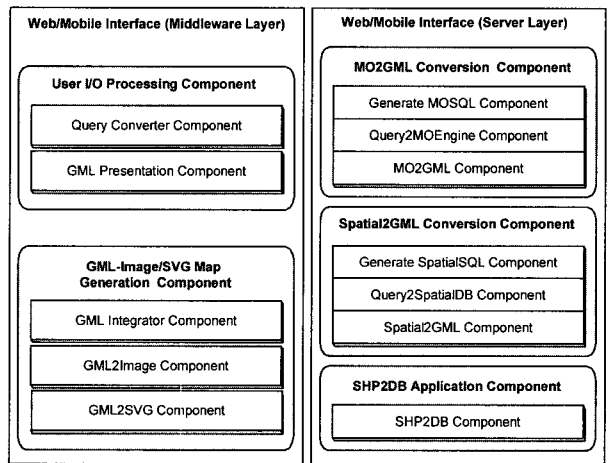 Web/Mobile Interface (Middleware Layer)
User I/O Processing Component
Query Converter Component
GML Presentation Component
GML-Image/SVG Map
Generation Component
GML Integrator Component
GML2Image Component
GML2SVG Component
Web/Mobile Interface (Server Layer)
MO2GML Conversion Component
Generate MOSQL Component
Query2MOEngine Component
MO2GML Component
Spatial2GML Conversion Component
Generate SpatialSQL Component
Query2SpatialDB Component
Spatial2GML Component
SHP2DB Application Component
SHP2DB Component